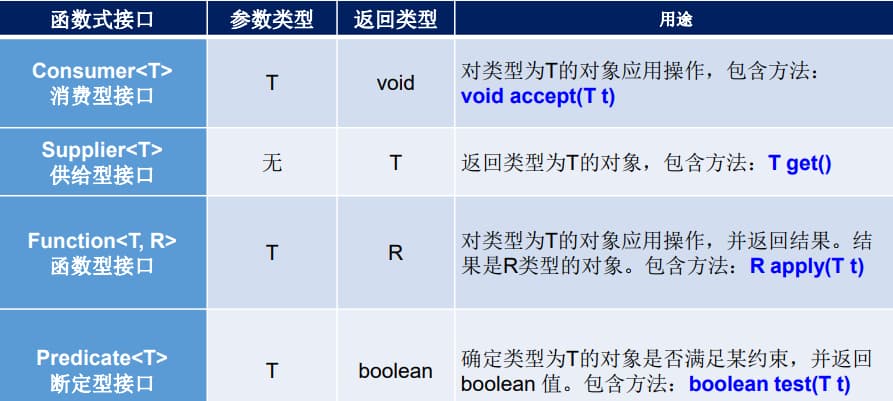 函数式接口 参数类型 返回类型 用途
Consumer<T>
消费型接口
T
void
对类型为T的对象应用操作，包含方法：
void accept(T t)
Supplier<T>
供给型接口
无
T
返回类型为T的对象，包含方法：T get()
Function<T, R>
函数型接口
T
R
对类型为T的对象应用操作，并返回结果。结
果是R类型的对象。包含方法：R apply(T t)
Predicate<T>
断定型接口
T
boolean
确定类型为T的对象是否满足某约束，并返回
boolean 值。包含方法：boolean test(T t)